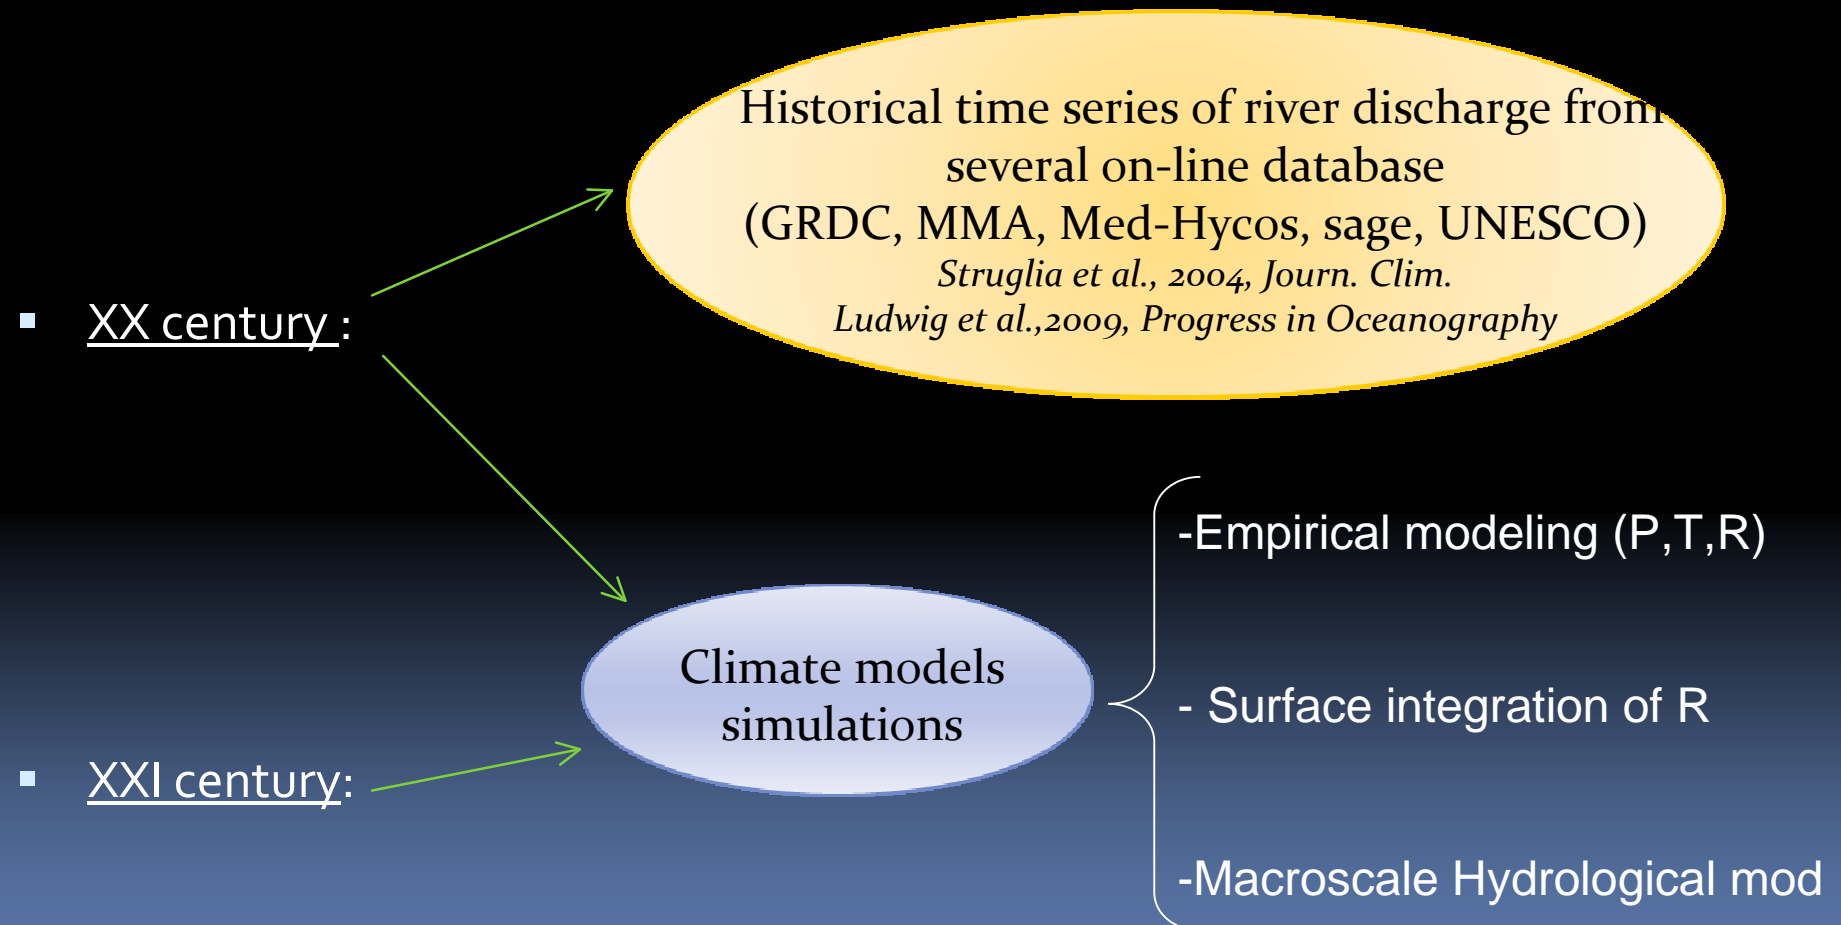 Historical time series of river discharge from
several on-line database
(GRDC, MMA, Med-Hycos, sage, UNESCO)
Struglia et al., 2004, Journ. Clim.
Ludwig et al.,2009, Progress in Oceanography
▪ XX century :
-Empirical modeling (P,T,R)
Climate models
simulations
- Surface integration of R
▪ XXI century:
-Macroscale Hydrological mod